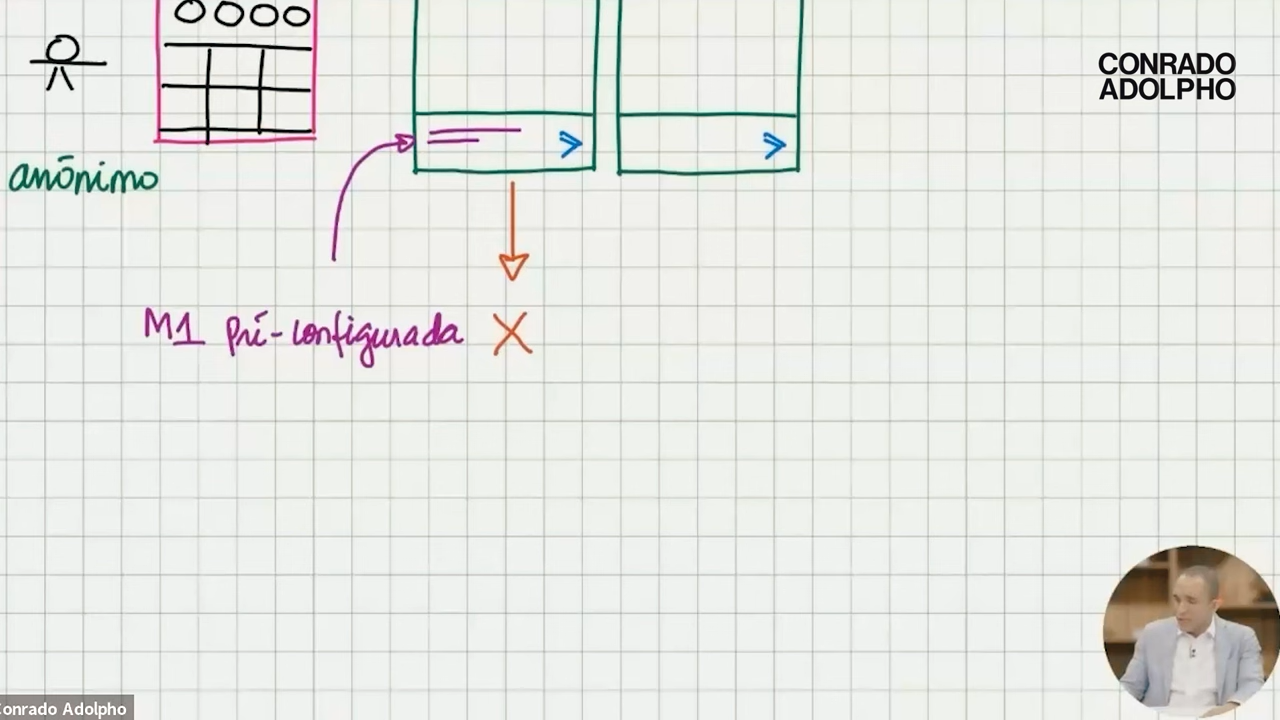 CONRADO
ADOLPHO
anônimo
M1 pré-configurada X
Conrado Adolpho